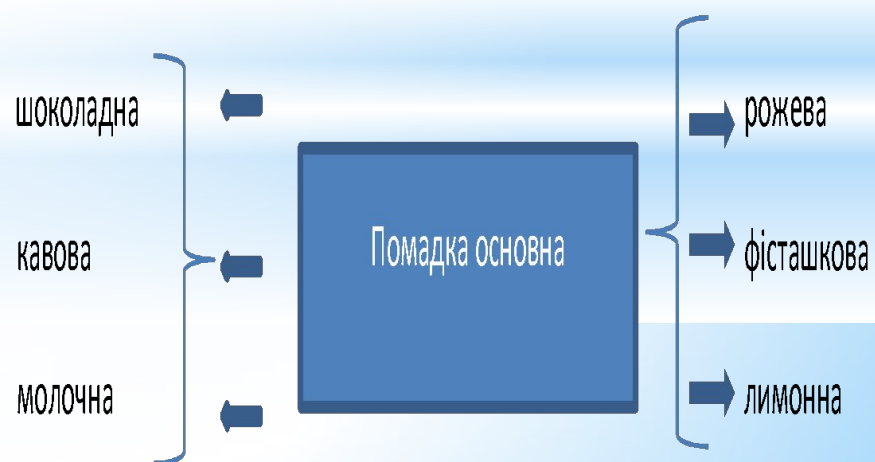 шоколадна
кавова
молочна
Помадка основна
рожева
фісташкова
лимонна